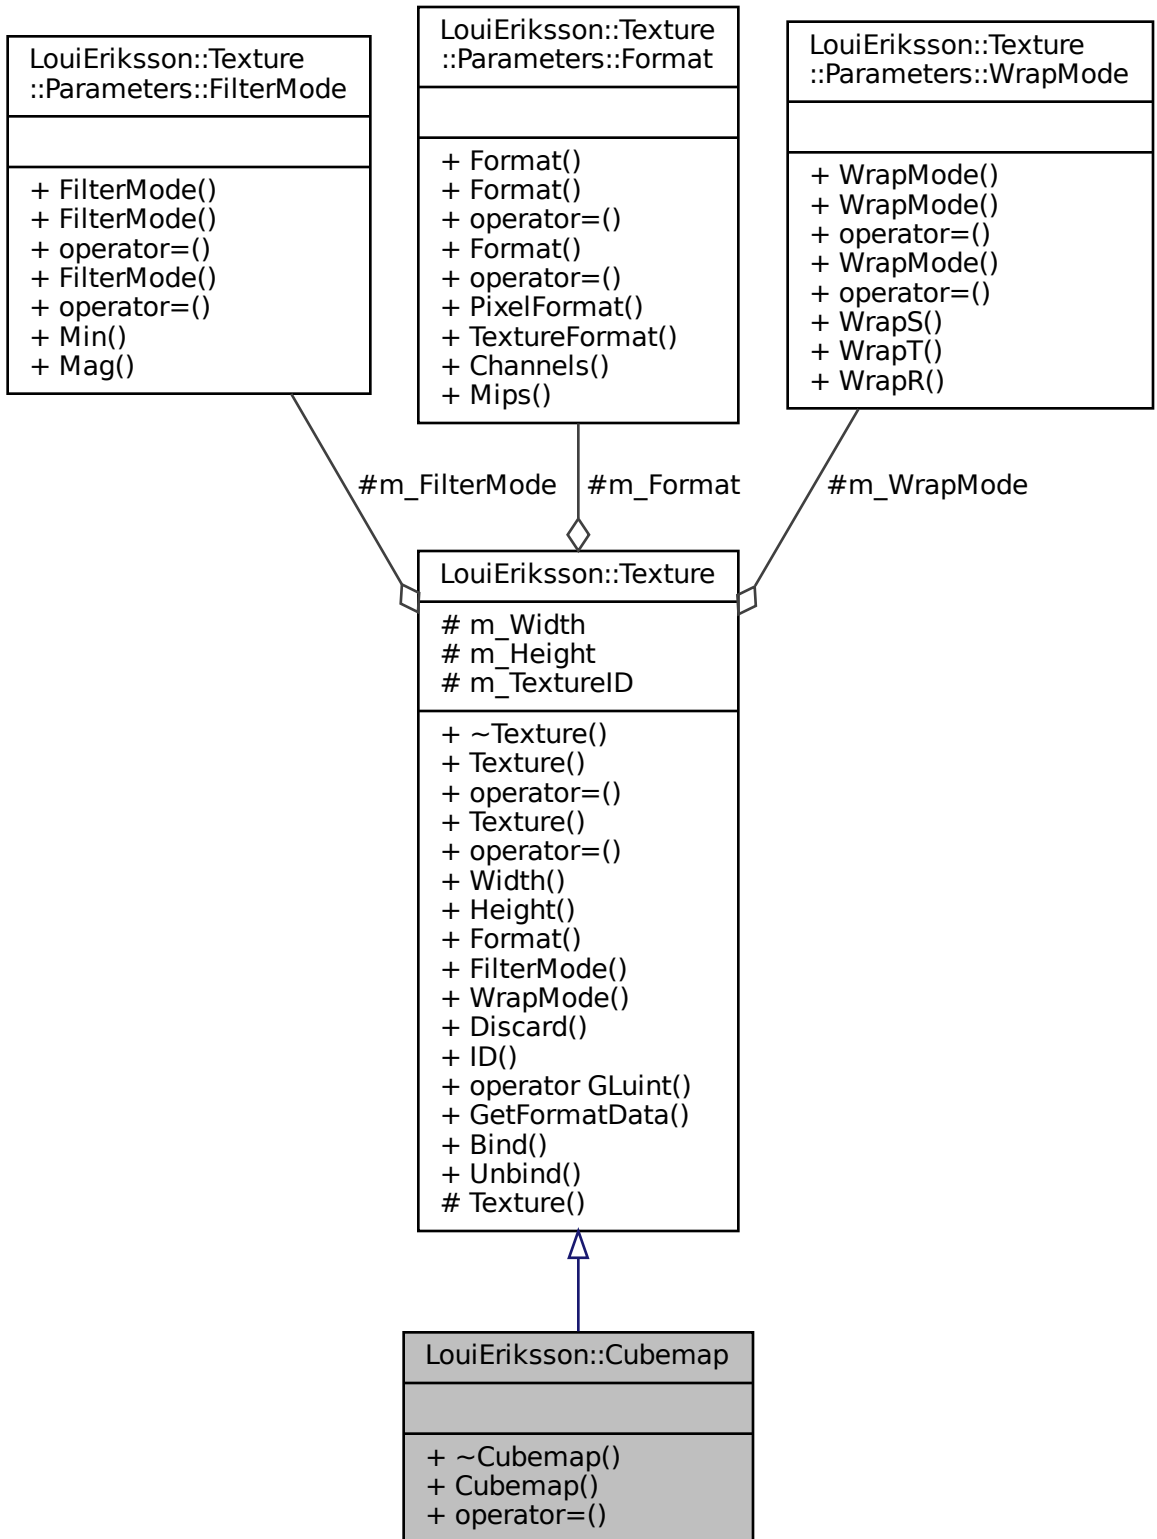 LouiEriksson::Texture
::Parameters::FilterMode
+ FilterMode()
+ FilterMode()
+ operator=()
+ FilterMode()
+ operator=()
+ Min()
+ Mag()
LouiEriksson::Texture
::Parameters::Format
+ Format()
+ Format()
+ operator=()
+ Format()
+ operator=()
+ PixelFormat()
+ TextureFormat()
+ Channels()
+ Mips()
LouiEriksson::Texture
::Parameters::WrapMode
+ WrapMode()
+ WrapMode()
+ operator=()
+ WrapMode()
+ operator=()
+ WrapS()
+ WrapT()
+ WrapR()
#m_FilterMode
#m_Format
#m_WrapMode
LouiEriksson::Texture
# m_Width
# m_Height
# m_TextureID
+ ~Texture()
+ Texture()
+ operator=()
+ Texture()
+ operator=()
+ Width()
+ Height()
+ Format()
+ FilterMode()
+ WrapMode()
+ Discard()
+ ID()
+ operator GLuint()
+ GetFormatData()
+ Bind()
+ Unbind()
# Texture()
LouiEriksson::Cubemap
+ ~Cubemap()
+ Cubemap()
+ operator=()